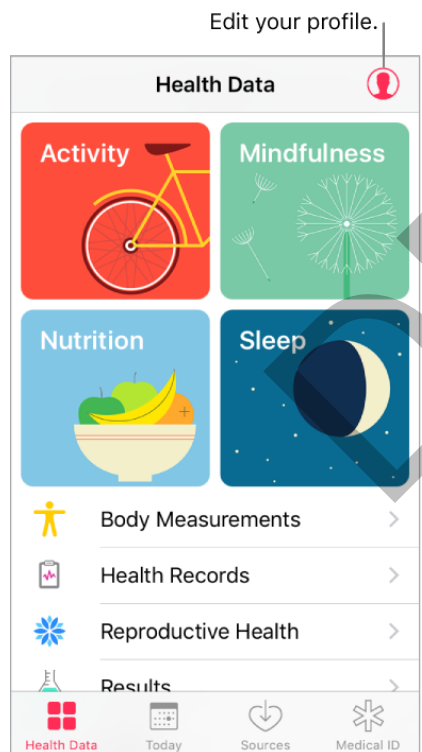 Edit your profile.
Health Data
Activity
Mindfulness
Nutrition
Sleep
Body Measurements
Health Records
Reproductive Health
Results
Health Data
Today
Sources
Medical ID